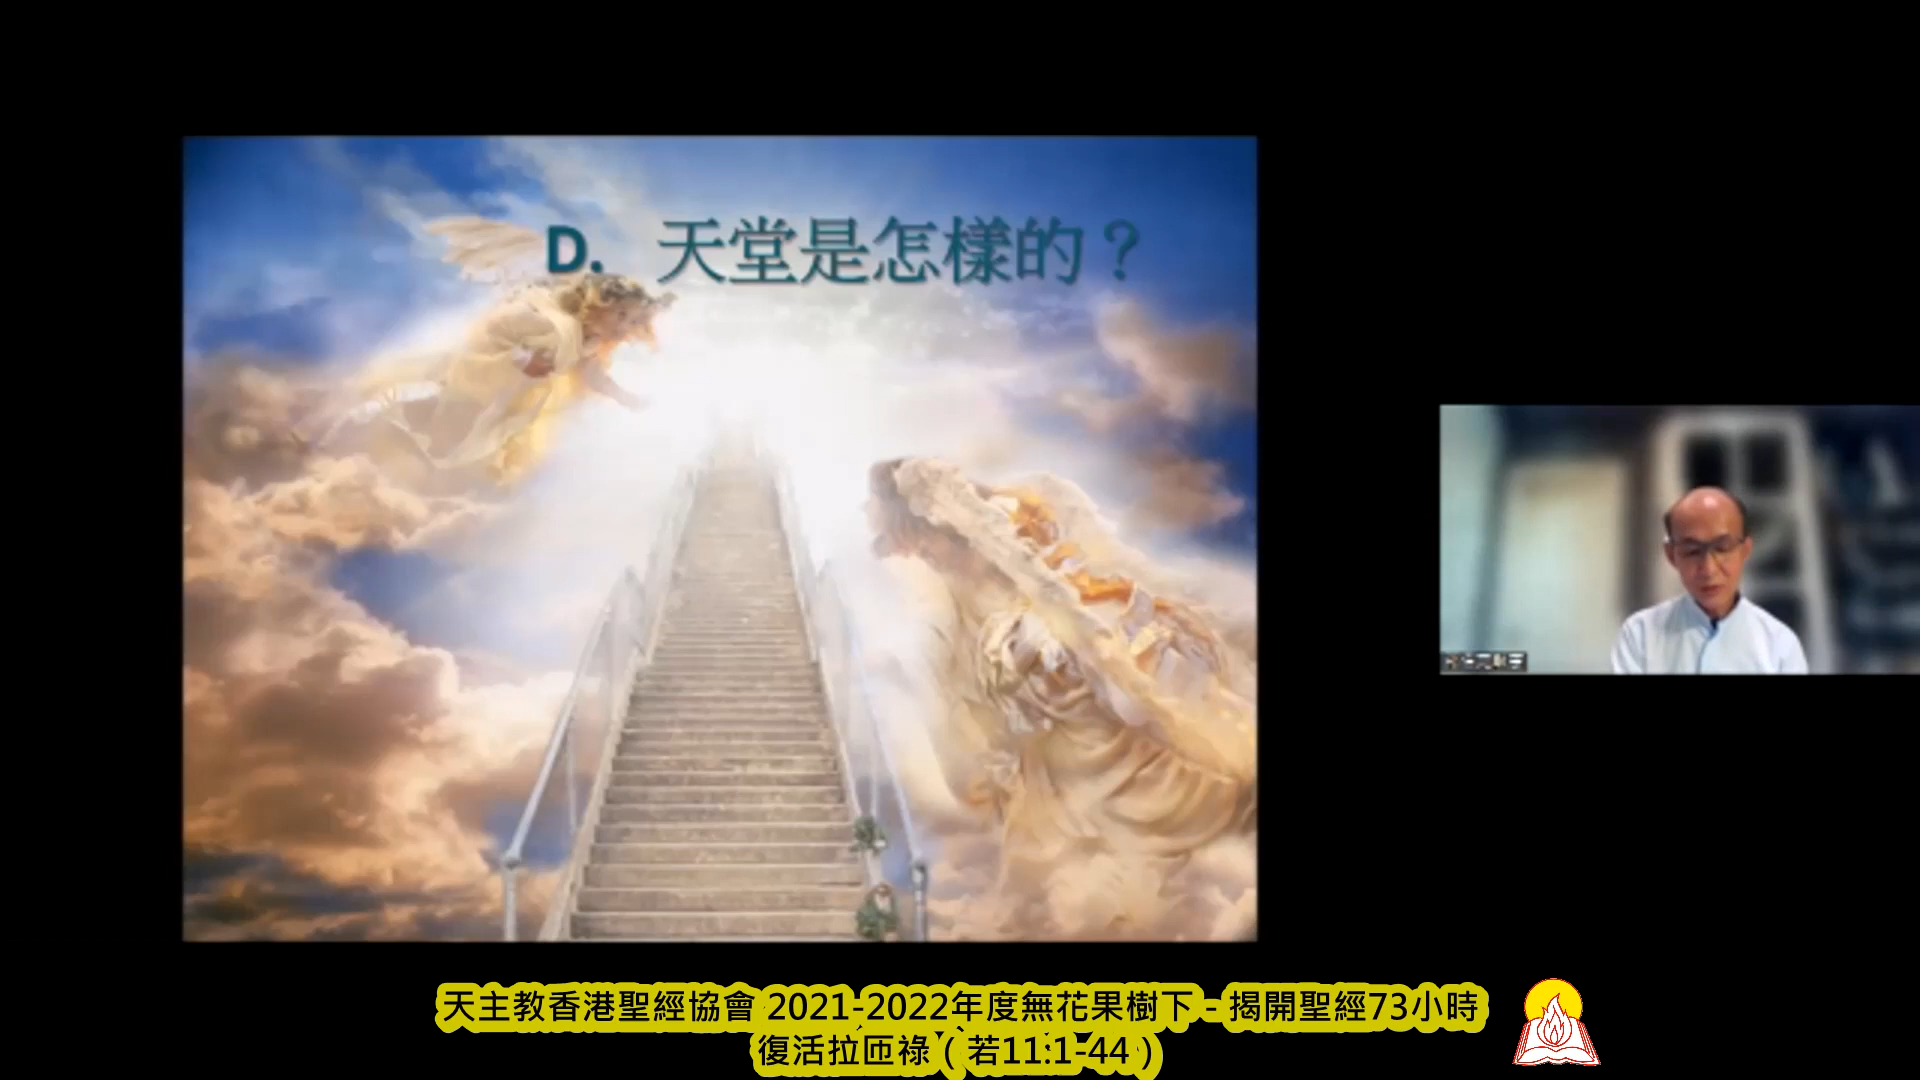 D. 天堂是怎樣的？
天主教香港聖經協會 2021-2022年度無花果樹下 - 揭開聖經73小時
復活拉匝祿（若11:1-44）